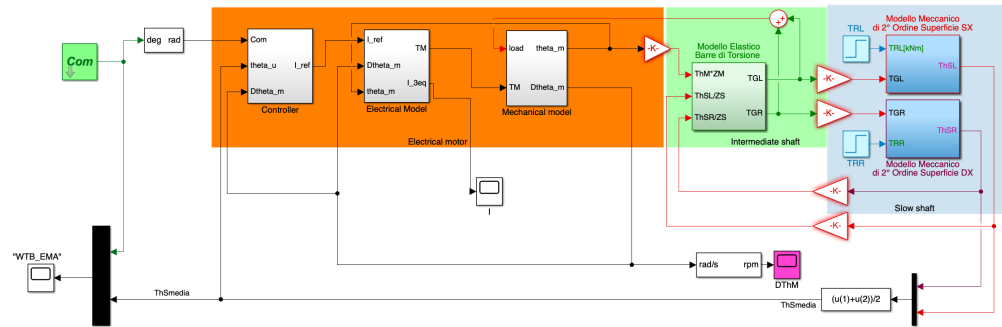 Com
deg rad
Com
theta_u
Dtheta_m
I_ref
Controller
I_ref
Dtheta_m
theta_m
TM
I_3eq
Electrical Model
load
TM
theta_m
Dtheta_m
Mechanical model
Electrical motor
-K-
Modello Elastico
Barre di Torsione
ThM*ZM
ThSL/ZS
ThSR/ZS
TGL
TGR
Intermediate shaft
-K-
-K-
Modello Meccanico
di 2° Ordine Superficie SX
TRL
TRL[kNm]
TGL
ThSL
TGR
TRR
ThSR
TRR
Modello Meccanico
di 2° Ordine Superficie DX
Slow shaft
-K-
-K-
I
"WTB_EMA"
rad/s rpm
DThM
ThSmedia
ThSmedia
(u(1)+u(2))/2